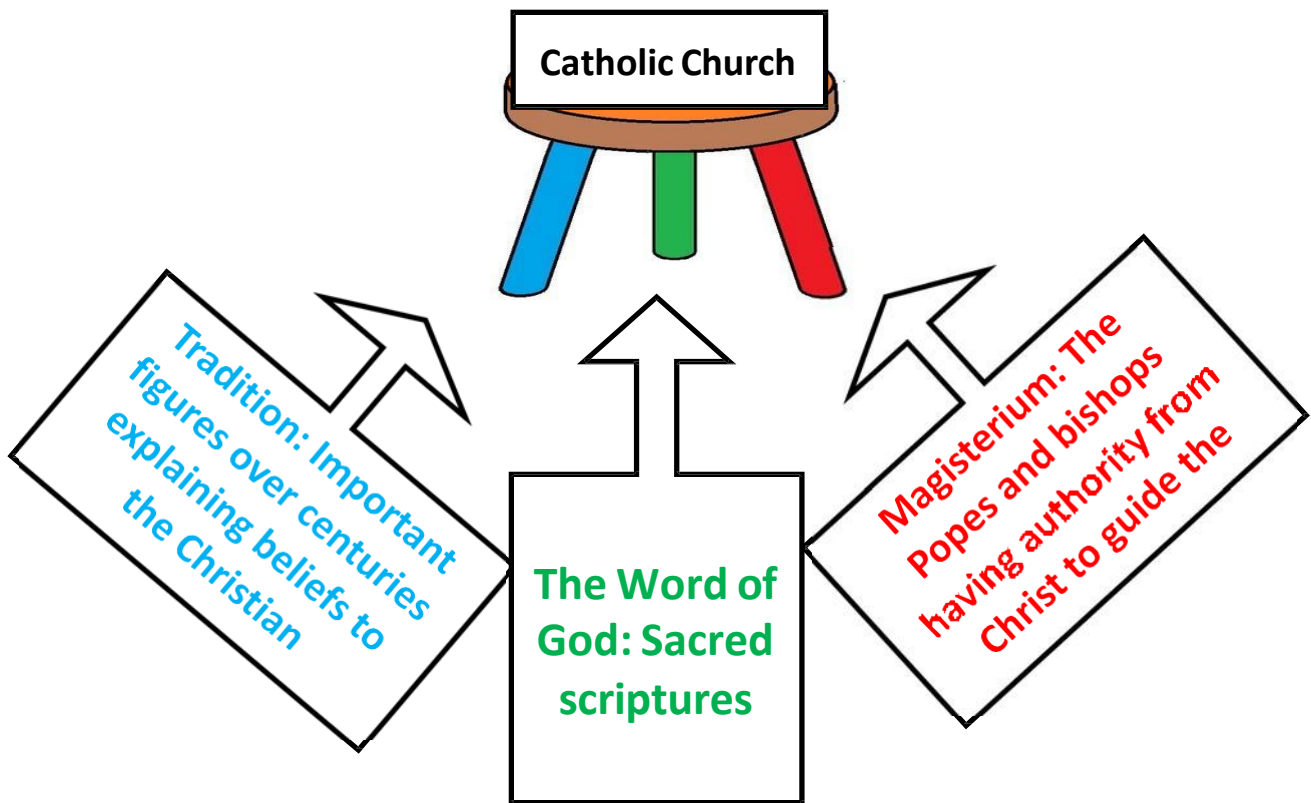 Catholic Church
Tradition: Important
figures over centuries
explaining beliefs to
the Christian
The Word of
God: Sacred
scriptures
Magisterium: The
Popes and bishops
having authority from
Christ to guide the